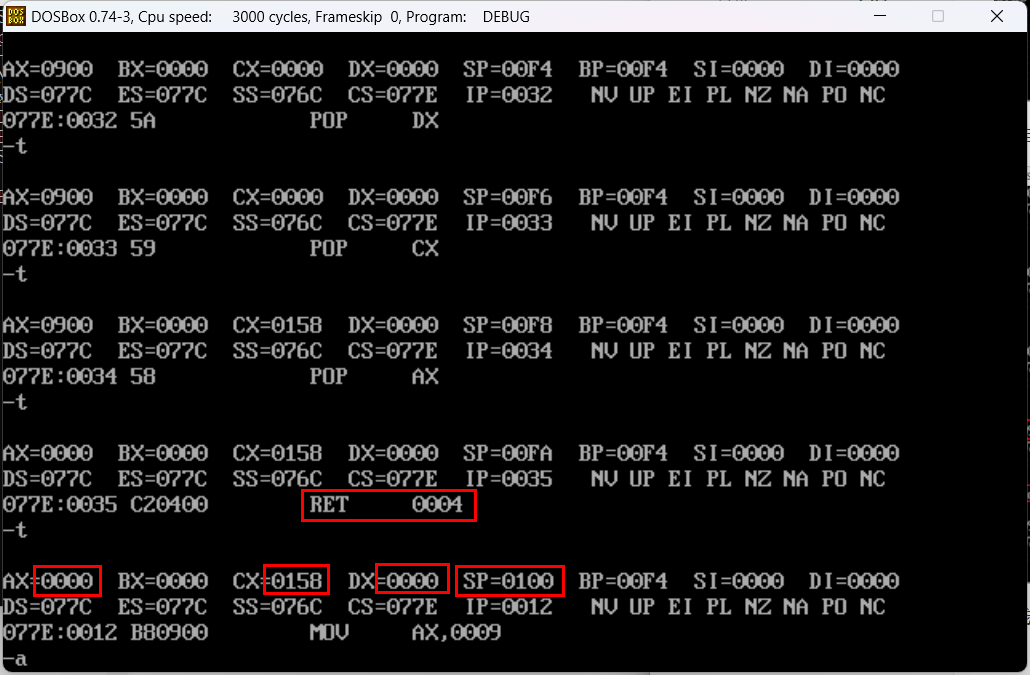 DOS
BOX
DOSBox 0.74-3, Cpu speed: 3000 cycles, Frameskip 0, Program: DEBUG
AX=0900 BX=0000 CX=0000 DX=0000 SP=00F4 BP=00F4 SI=0000 DI=0000
DS=077C ES=077C SS=076C CS=077E IP=0032 NV UP EI PL NZ NA PO NC
077E:0032 5A POP DX
-t
AX=0900 BX=0000 CX=0000 DX=0000 SP=00F6 BP=00F4 SI=0000 DI=0000
DS=077C ES=077C SS=076C CS=077E IP=0033 NV UP EI PL NZ NA PO NC
077E:0033 59 POP CX
-t
AX=0900 BX=0000 CX=0158 DX=0000 SP=00F8 BP=00F4 SI=0000 DI=0000
DS=077C ES=077C SS=076C CS=077E IP=0034 NV UP EI PL NZ NA PO NC
077E:0034 58 POP AX
-t
AX=0000 BX=0000 CX=0158 DX=0000 SP=00FA BP=00F4 SI=0000 DI=0000
DS=077C ES=077C SS=076C CS=077E IP=0035 NV UP EI PL NZ NA PO NC
077E:0035 C20400 RET 0004
-t
AX=0000 BX=0000 CX=0158 DX=0000 SP=0100 BP=00F4 SI=0000 DI=0000
DS=077C ES=077C SS=076C CS=077E IP=0012 NV UP EI PL NZ NA PO NC
077E:0012 B80900 MOV AX,0009
-a